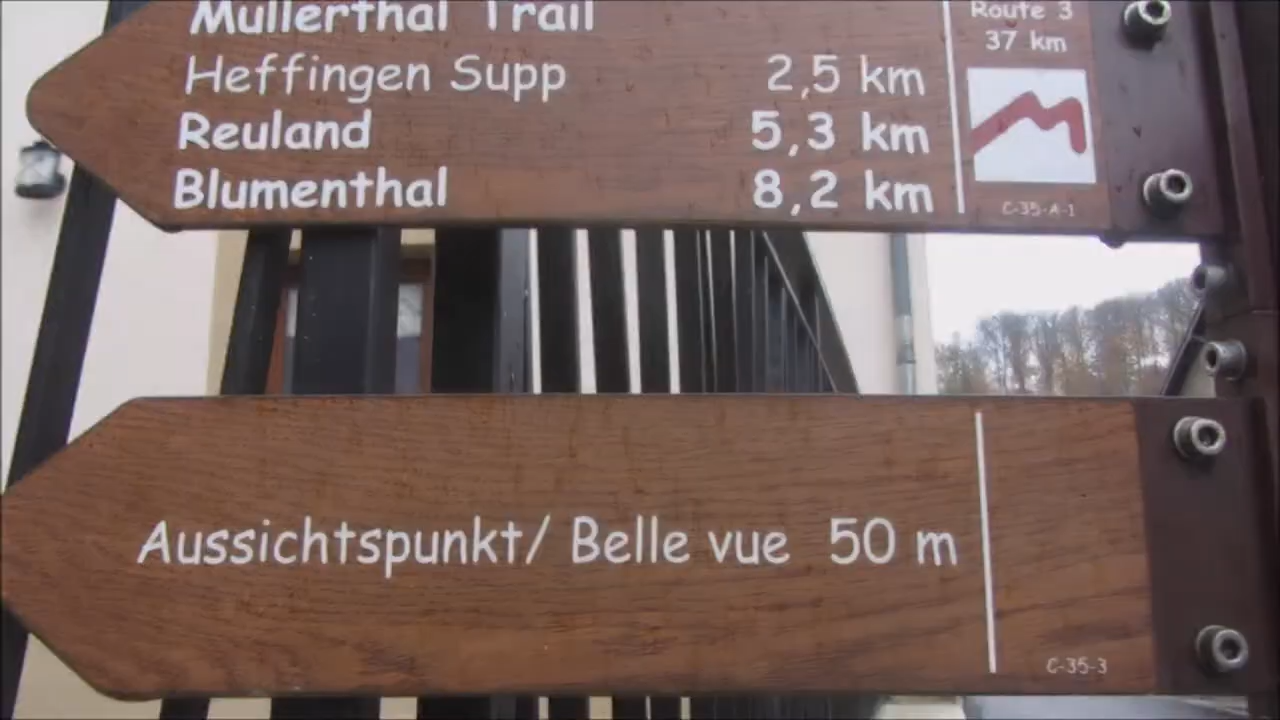 Mullerthal Trail
Heffingen Supp 2,5 km
Reuland 5,3 km
Blumenthal 8,2 km
Route 3
37 km
C-35-A-1
Aussichtspunkt/ Belle vue 50 m
C-35-3